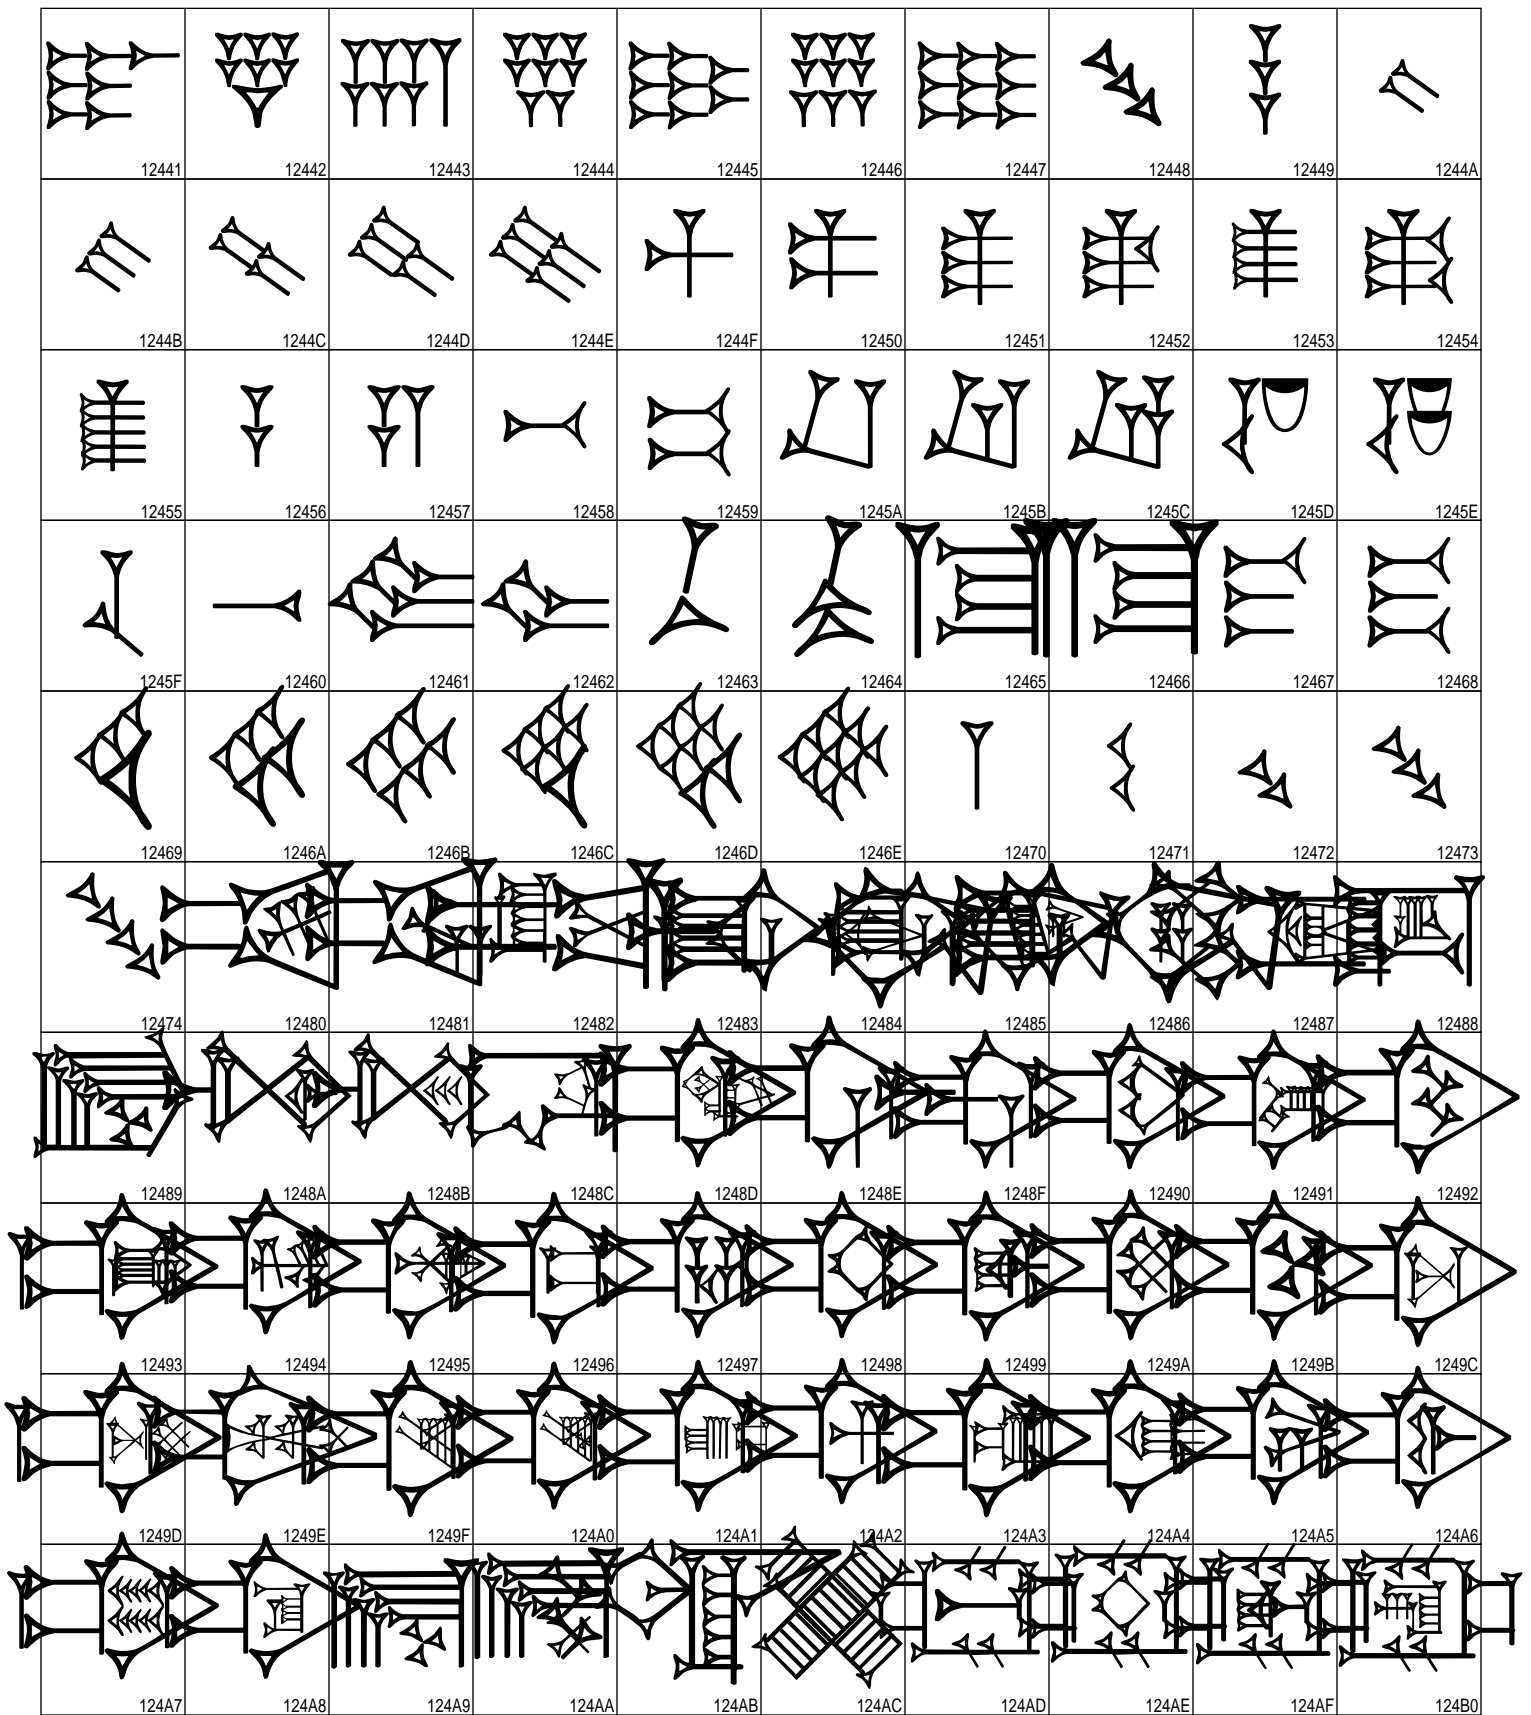 𒑁 𒑂 𒑃 𒑄 𒑅 𒑆 𒑇 𒑈 𒑉 𒑊
12441 12442 12443 12444 12445 12446 12447 12448 12449 1244A
𒑋 𒑌 𒑍 𒑎 𒑏 𒑐 𒑑 𒑒 𒑓 𒑔
1244B 1244C 1244D 1244E 1244F 12450 12451 12452 12453 12454
𒑕 𒑖 𒑗 𒑘 𒑙 𒑚 𒑛 𒑜 𒑝 𒑞
12455 12456 12457 12458 12459 1245A 1245B 1245C 1245D 1245E
𒑟 𒑠 𒑡 𒑢 𒑣 𒑤 𒑥 𒑦 𒑧 𒑨
1245F 12460 12461 12462 12463 12464 12465 12466 12467 12468
𒑩 𒑪 𒑫 𒑬 𒑭 𒑮 𒑰 𒑱 𒑲 𒑳
12469 1246A 1246B 1246C 1246D 1246E 12470 12471 12472 12473
𒑴 𒒀 𒒁 𒒂 𒒃 𒒄 𒒅 𒒆 𒒇 𒒈
12474 12480 12481 12482 12483 12484 12485 12486 12487 12488
𒒉 𒒊 𒒋 𒒌 𒒍 𒒎 𒒏 𒒐 𒒑 𒒒
12489 1248A 1248B 1248C 1248D 1248E 1248F 12490 12491 12492
𒒓 𒒔 𒒕 𒒖 𒒗 𒒘 𒒙 𒒚 𒒛 𒒜
12493 12494 12495 12496 12497 12498 12499 1249A 1249B 1249C
𒒝 𒒞 𒒟 𒒠 𒒡 𒒢 𒒣 𒒤 𒒥 𒒦
1249D 1249E 1249F 124A0 124A1 124A2 124A3 124A4 124A5 124A6
𒒧 𒒨 𒒩 𒒪 𒒫 𒒬 𒒭 𒒮 𒒯 𒒰
124A7 124A8 124A9 124AA 124AB 124AC 124AD 124AE 124AF 124B0